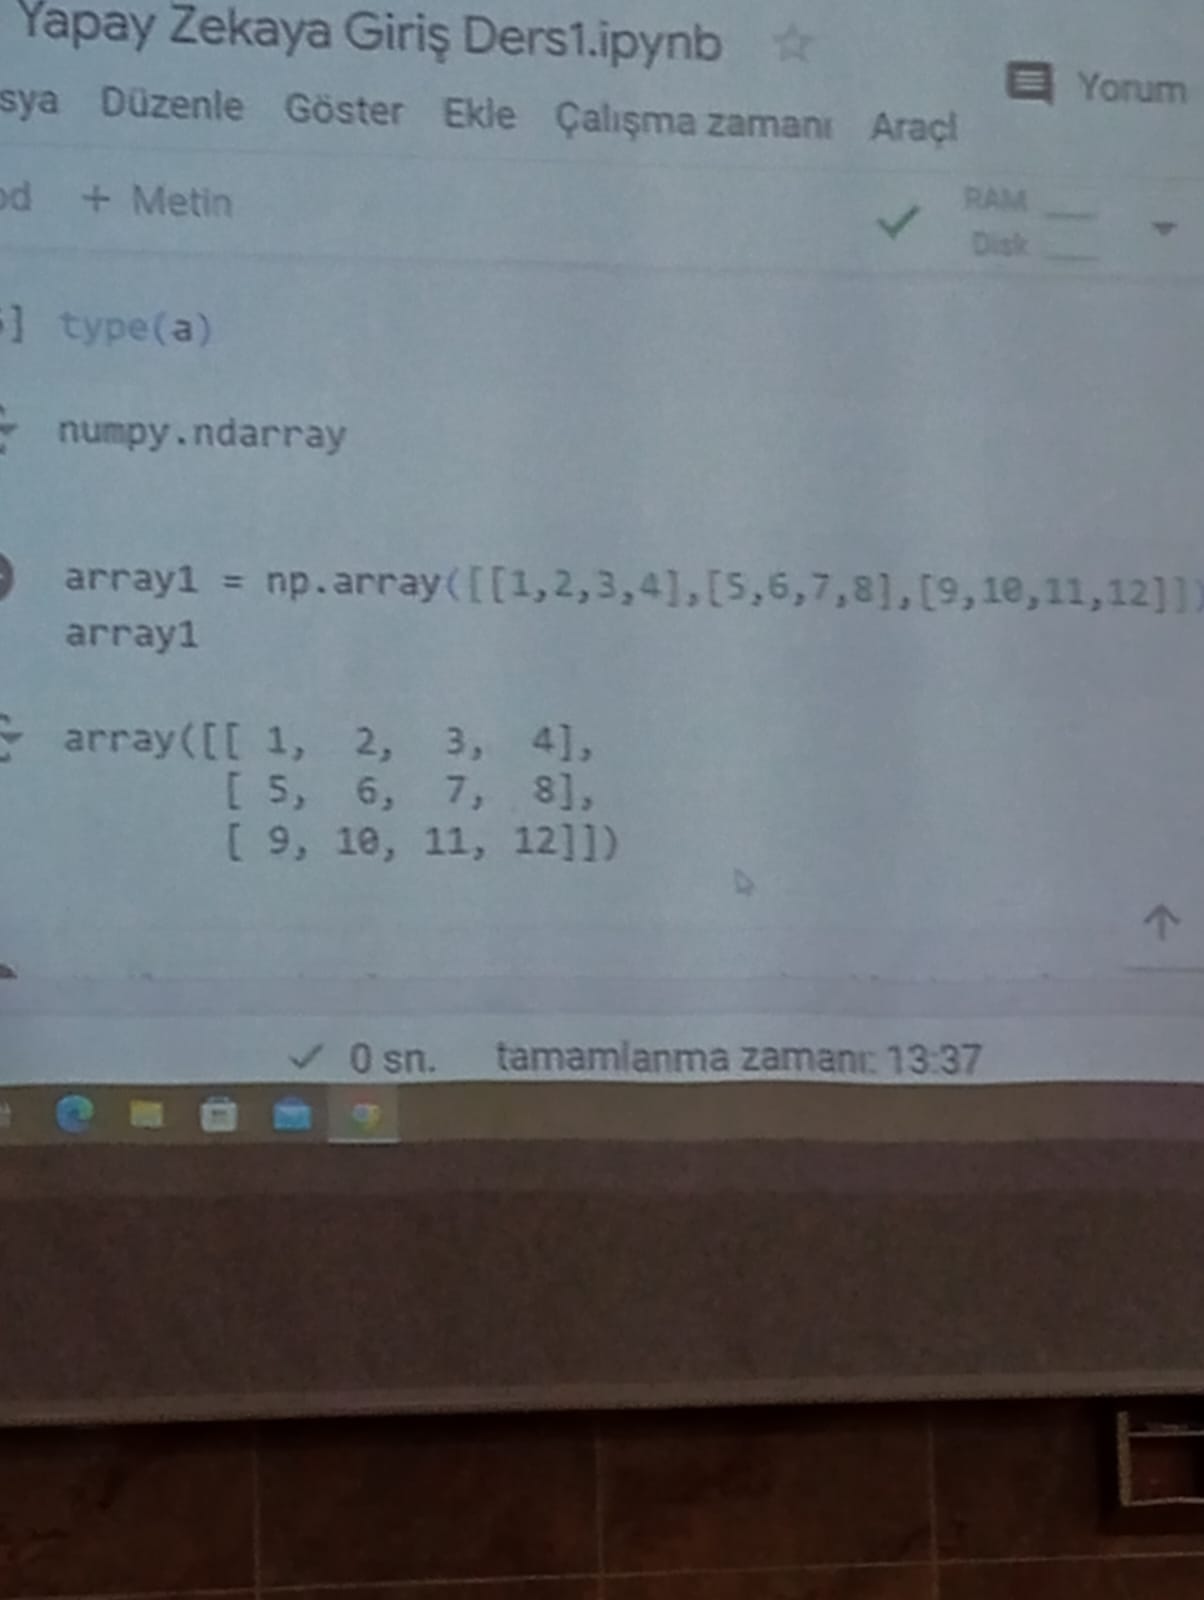 Yapay Zekaya Giriş Ders1.ipynb
Yorum
sya Düzenle Göster Ekle Çalışma zamanı Araçl
od + Metin
RAM
Disk
] type(a)
numpy.ndarray
array1 = np.array([[1,2,3,4],[5,6,7,8],[9,10,11,12]])
array1
array([[ 1, 2, 3, 4],
[ 5, 6, 7, 8],
[ 9, 10, 11, 12]])
0 sn. tamamlanma zamanı: 13:37